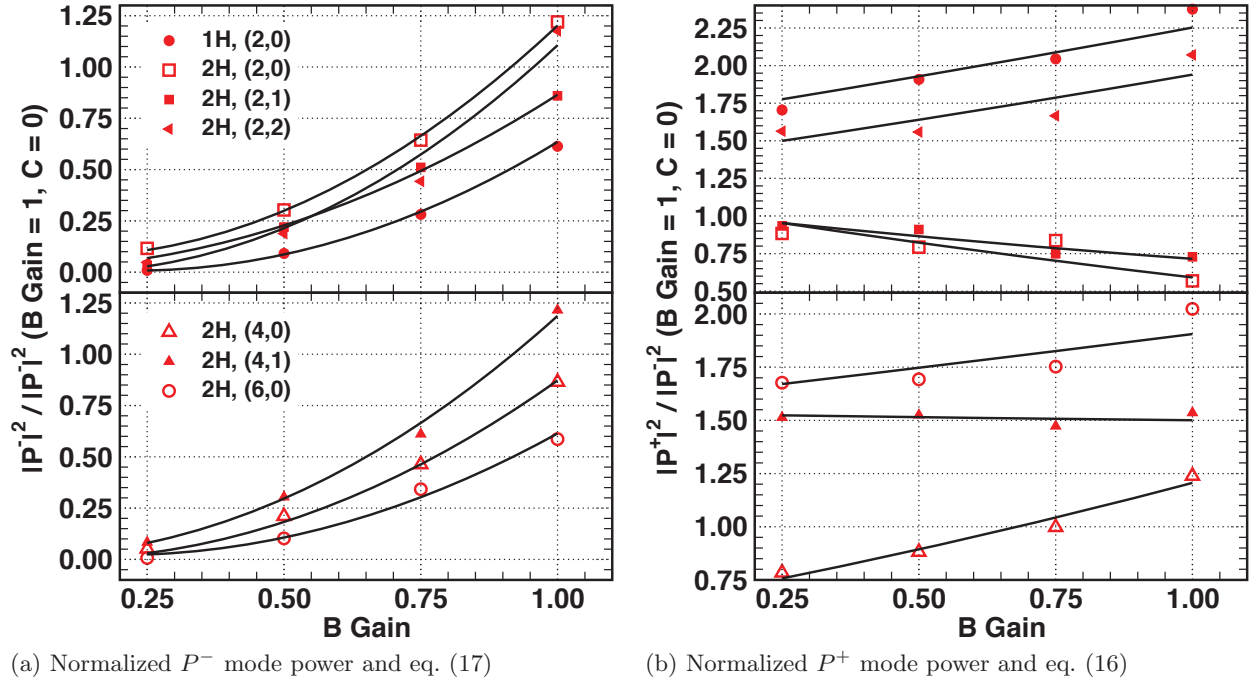 |P⁻|² / |P⁻|² (B Gain = 1, C = 0)
1.25
1.00
0.75
0.50
0.25
0.00
1H, (2,0)
2H, (2,0)
2H, (2,1)
2H, (2,2)
1.25
1.00
0.75
0.50
0.25
0.00
2H, (4,0)
2H, (4,1)
2H, (6,0)
0.25 0.50 0.75 1.00
B Gain
(a) Normalized P⁻ mode power and eq. (17)
|P⁺|² / |P⁻|² (B Gain = 1, C = 0)
2.25
2.00
1.75
1.50
1.25
1.00
0.75
0.50
2.00
1.75
1.50
1.25
1.00
0.75
0.25 0.50 0.75 1.00
B Gain
(b) Normalized P⁺ mode power and eq. (16)